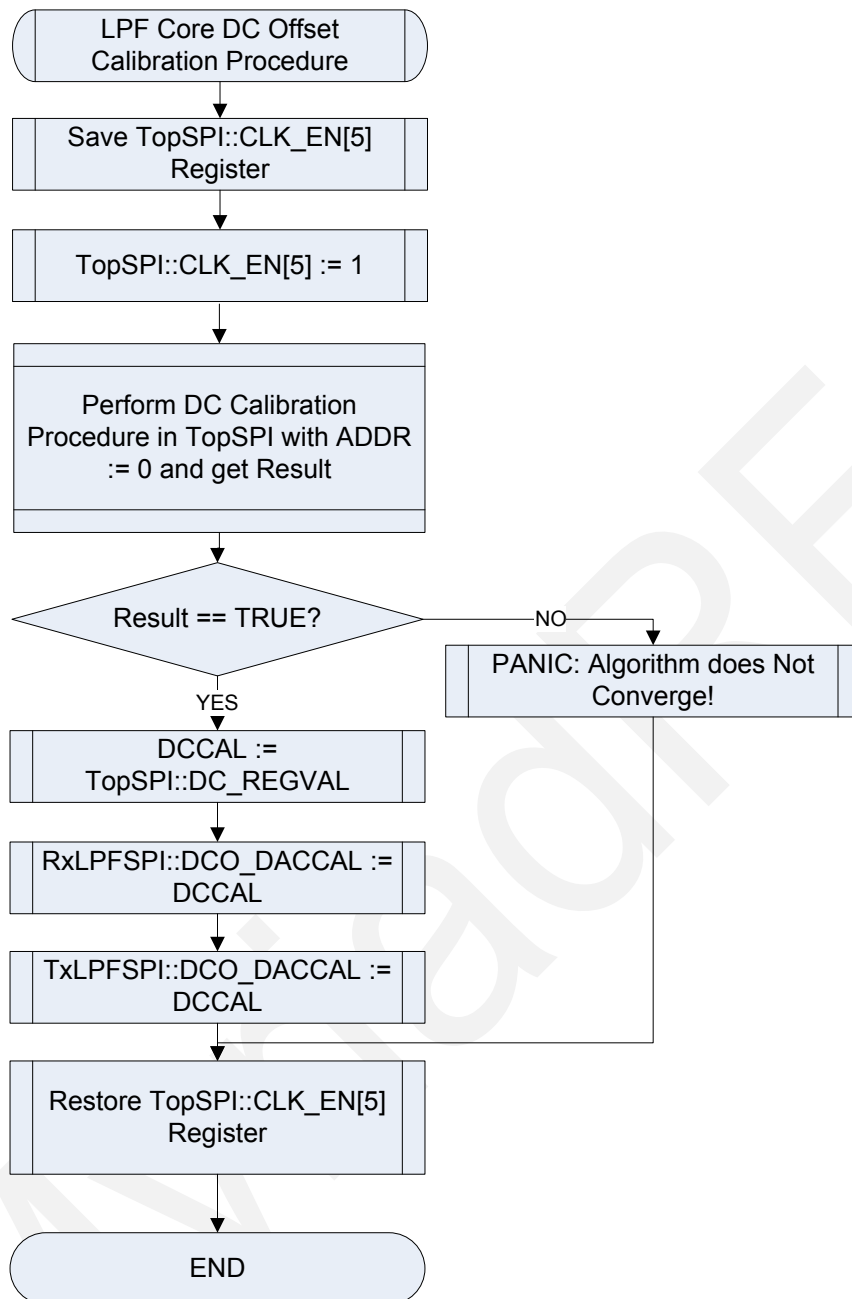 LPF Core DC Offset
Calibration Procedure
Save TopSPI::CLK_EN[5]
Register
TopSPI::CLK_EN[5] := 1
Perform DC Calibration
Procedure in TopSPI with ADDR
:= 0 and get Result
Result == TRUE?
NO
PANIC: Algorithm does Not
Converge!
YES
DCCAL :=
TopSPI::DC_REGVAL
RxLPFSPI::DCO_DACCAL :=
DCCAL
TxLPFSPI::DCO_DACCAL :=
DCCAL
Restore TopSPI::CLK_EN[5]
Register
END